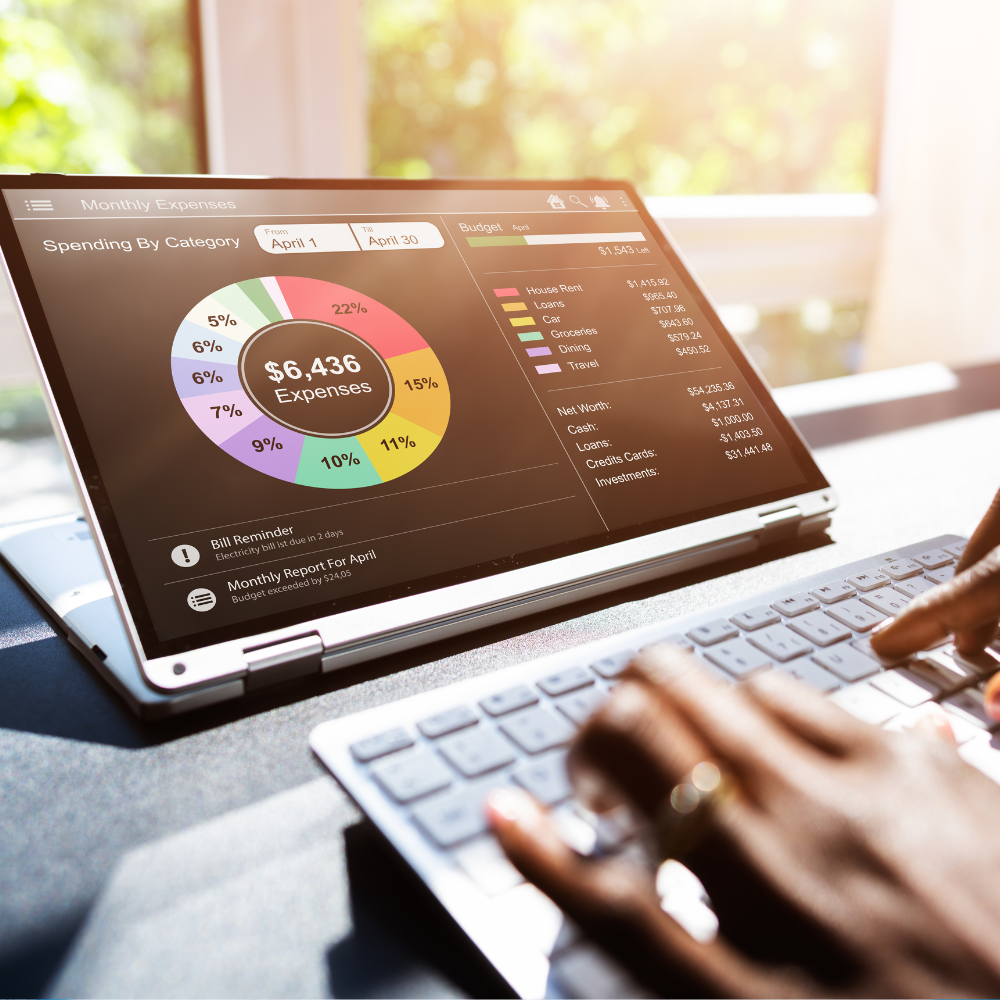 Monthly Expenses
Spending By Category
From
April 1
Till
April 30
22%
15%
11%
10%
9%
7%
6%
6%
5%
$6,436
Expenses
Bill Reminder
Electricity bill ist due in 2 days
Monthly Report For April
Budget exceeded by $24,05
Budget April
$1,543 Left
House Rent $1,415.92
Loans $965.40
Car $707.96
Groceries $643.60
Dining $579.24
Travel $450.52
Net Worth: $54,235.36
Cash: $4,137.31
Loans: $1,000.00
Credits Cards: -$1,403.50
Investments: $31,441.48